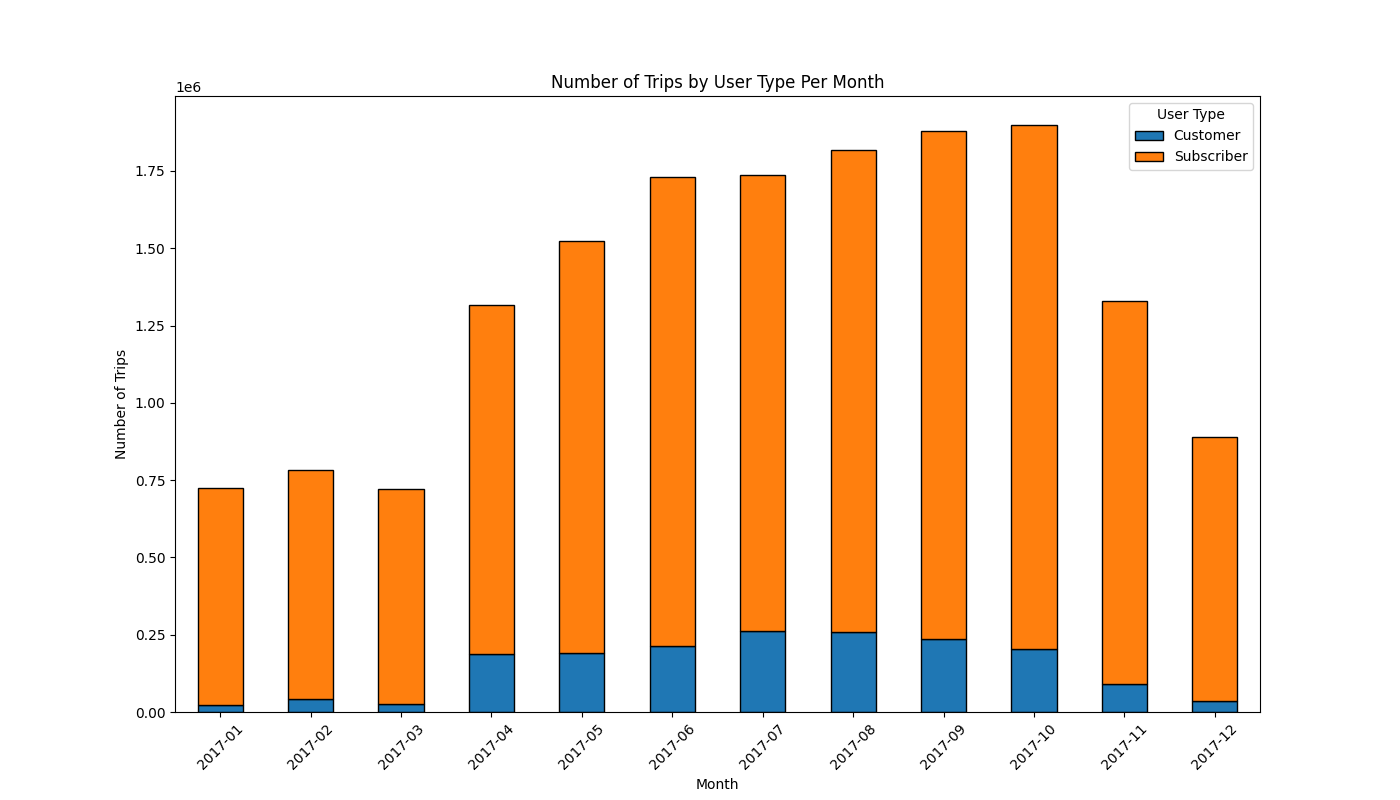 Number of Trips by User Type Per Month
1e6
User Type
Customer
Subscriber
1.75
1.50
1.25
1.00
0.75
0.50
0.25
0.00
Number of Trips
2017-01
2017-02
2017-03
2017-04
2017-05
2017-06
2017-07
2017-08
2017-09
2017-10
2017-11
2017-12
Month